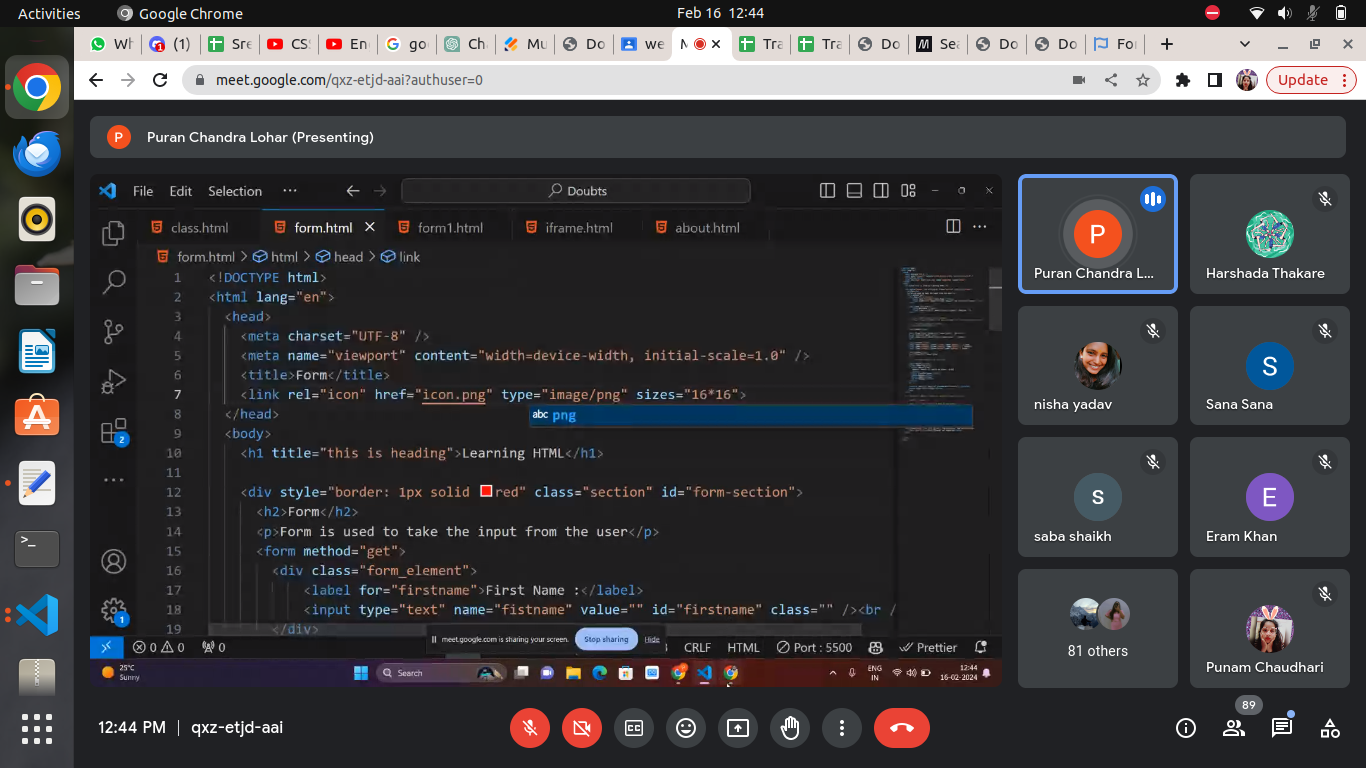 Activities
Google Chrome
Feb 16 12:44
Wh
(1)
Sre
CSS
En
go
Ch
Mu
Do
we
M
Tra
Tra
Do
Sea
Do
Do
For
meet.google.com/qxz-etjd-aai?authuser=0
Update
P
Puran Chandra Lohar (Presenting)
File Edit Selection ···
Doubts
class.html
form.html
form1.html
iframe.html
about.html
form.html > html > head > link
1 <!DOCTYPE html>
2 <html lang="en">
3 <head>
4 <meta charset="UTF-8" />
5 <meta name="viewport" content="width=device-width, initial-scale=1.0" />
6 <title>Form</title>
7 <link rel="icon" href="icon.png" type="image/png" sizes="16*16">
abc png
8 </head>
9 <body>
10 <h1 title="this is heading">Learning HTML</h1>
11
12 <div style="border: 1px solid red" class="section" id="form-section">
13 <h2>Form</h2>
14 <p>Form is used to take the input from the user</p>
15 <form method="get">
16 <div class="form_element">
17 <label for="firstname">First Name :</label>
18 <input type="text" name="fistname" value="" id="firstname" class="" /><br /
19 </div>
2
1
meet.google.com is sharing your screen.
Stop sharing
Hide
0 0
0
CRLF
HTML
Port : 5500
Prettier
25°C
Sunny
Search
ENG
IN
12:44
16-02-2024
P
Puran Chandra L...
Harshada Thakare
nisha yadav
S
Sana Sana
s
saba shaikh
E
Eram Khan
81 others
Punam Chaudhari
12:44 PM | qxz-etjd-aai
89